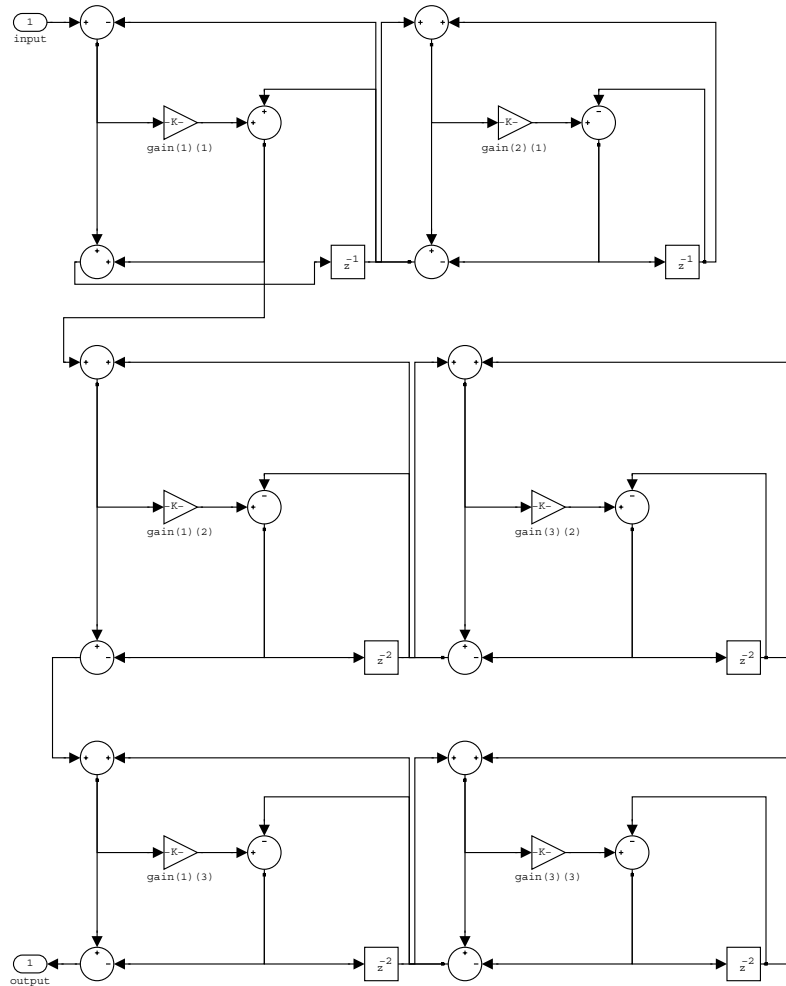 1
+
-
+
+
input
+
-
-K-
+
-K-
+
gain(1)(1)
gain(2)(1)
+
+
z-1
+
-
z-1
+
+
+
+
-
-
-K-
+
-K-
+
gain(1)(2)
gain(3)(2)
+
-
z-2
+
-
z-2
+
+
+
+
-
-
-K-
+
-K-
+
gain(1)(3)
gain(3)(3)
1
+
-
z-2
+
-
z-2
output